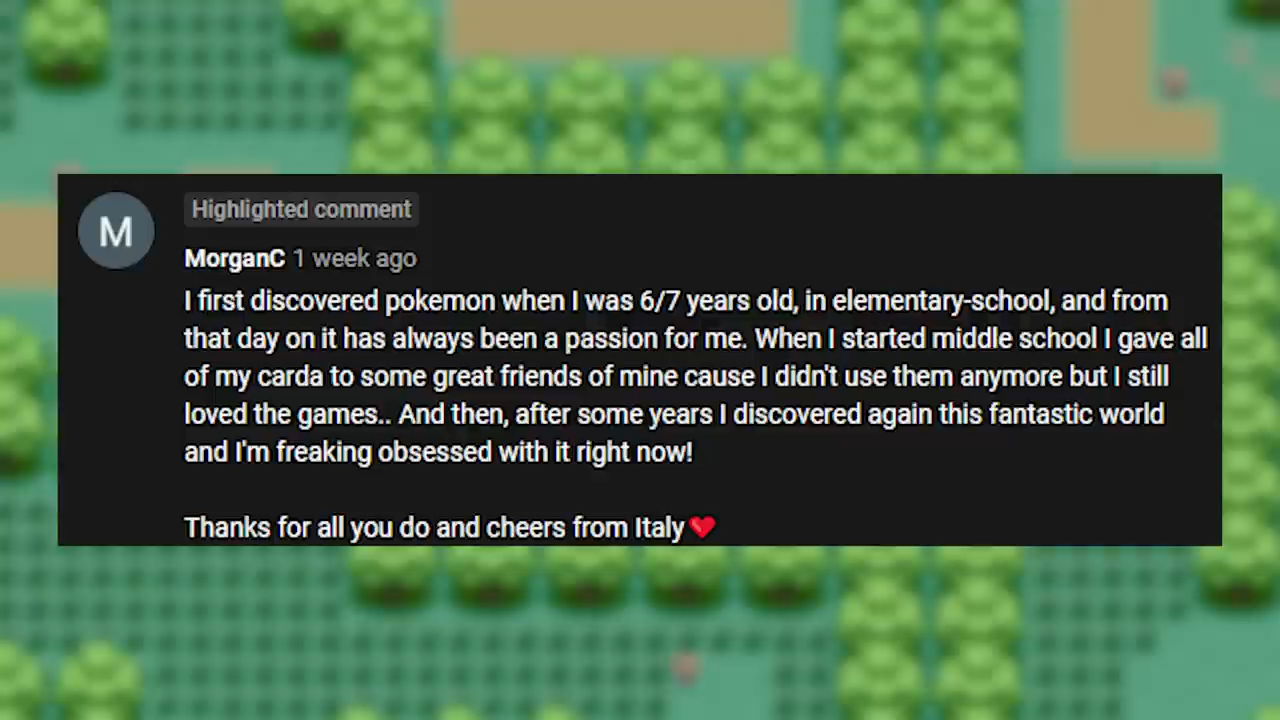 M
Highlighted comment
MorganC 1 week ago
I first discovered pokemon when I was 6/7 years old, in elementary-school, and from
that day on it has always been a passion for me. When I started middle school I gave all
of my carda to some great friends of mine cause I didn't use them anymore but I still
loved the games.. And then, after some years I discovered again this fantastic world
and I'm freaking obsessed with it right now!
Thanks for all you do and cheers from Italy❤️